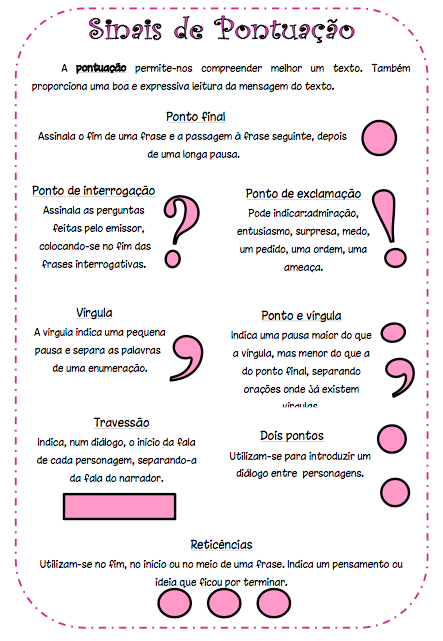 Sinais de Pontuação
A pontuação permite-nos compreender melhor um texto. Também
proporciona uma boa e expressiva leitura da mensagem do texto.
Ponto final
Assinala o fim de uma frase e a passagem à frase seguinte, depois
de uma longa pausa.
Ponto de interrogação
Assinala as perguntas
feitas pelo emissor,
colocando-se no fim das
frases interrogativas.
?
Ponto de exclamação
Pode indicar:admiração,
entusiasmo, surpresa, medo,
um pedido, uma ordem, uma
ameaça.
!
Vírgula
A vírgula indica uma pequena
pausa e separa as palavras
de uma enumeração.
,
Ponto e vírgula
Indica uma pausa maior do que
a vírgula, mas menor do que a
do ponto final, separando
orações onde já existem
vírgulas
;
Travessão
Indica, num diálogo, o início da fala
de cada personagem, separando-a
da fala do narrador.
Dois pontos
Utilizam-se para introduzir um
diálogo entre personagens.
Reticências
Utilizam-se no fim, no início ou no meio de uma frase. Indica um pensamento ou
ideia que ficou por terminar.